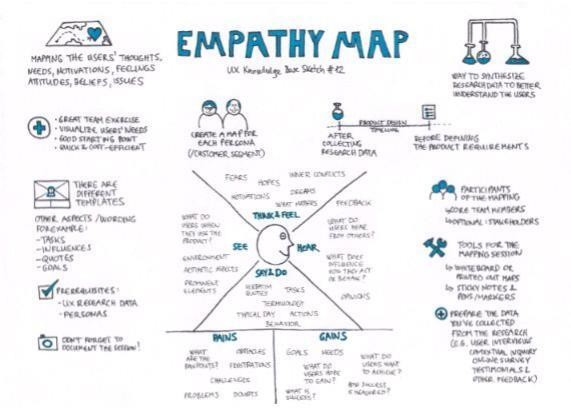 EMPATHY MAP
UX Knowledge Base Sketch #12
MAPPING THE USERS' THOUGHTS,
NEEDS, MOTIVATIONS, FEELINGS
ATTITUDES, BELIEFS, ISSUES
WAY TO SYNTHESIZE
RESEARCH DATA TO BETTER
UNDERSTAND THE USERS
- GREAT TEAM EXERCISE
- VISUALIZE USERS' NEEDS
- GOOD STARTING POINT
- QUICK & COST-EFFICIENT
CREATE A MAP FOR
EACH PERSONA
(/CUSTOMER SEGMENT)
PRODUCT DESIGN
TIMELINE
AFTER
COLLECTING
RESEARCH DATA
BEFORE DEFINING
THE PRODUCT REQUIREMENTS
THERE ARE
DIFFERENT
TEMPLATES
OTHER ASPECTS / WORDING
FOR EXAMPLE:
- TASKS
- INFLUENCES
- QUOTES
- GOALS
PREREQUISITES:
- UX RESEARCH DATA
- PERSONAS
DON'T FORGET TO
DOCUMENT THE SESSION!
FEARS
HOPES
INNER CONFLICTS
MOTIVATIONS
DREAMS
WHAT MATTERS
THINK & FEEL
SEE
WHAT DO
USERS SEE WHEN
THEY USE THE
PRODUCT?
ENVIRONMENT
AESTHETIC ASPECTS
PROMINENT
ELEMENTS
HEAR
FEEDBACK
WHAT DO
USERS HEAR
FROM OTHERS?
WHAT DOES
INFLUENCE
HOW THEY ACT
OR BEHAVE?
OPINIONS
SAY & DO
VERBATIM
QUOTES
TASKS
TERMINOLOGY
TYPICAL DAY
ACTIONS
BEHAVIOR
PAINS
WHAT
ARE THE
PAINPOINTS?
OBSTACLES
FRUSTRATIONS
CHALLENGES
PROBLEMS
DOUBTS
GAINS
GOALS
NEEDS
WHAT DO
USERS HOPE
TO GAIN?
WHAT DO
USERS WANT
TO ACHIEVE?
WHAT IS
SUCCESS?
HOW SUCCESS
IS MEASURED?
PARTICIPANTS
OF THE MAPPING
CORE TEAM MEMBERS
OPTIONAL: STAKEHOLDERS
TOOLS FOR THE
MAPPING SESSION
WHITEBOARD OR
PRINTED OUT MAPS
STICKY NOTES &
PENS/MARKERS
PREPARE THE DATA
YOU'VE COLLECTED
FROM THE RESEARCH
(E.G. USER INTERVIEW
CONTEXTUAL INQUIRY
ONLINE SURVEY
TESTIMONIALS &
OTHER FEEDBACK)